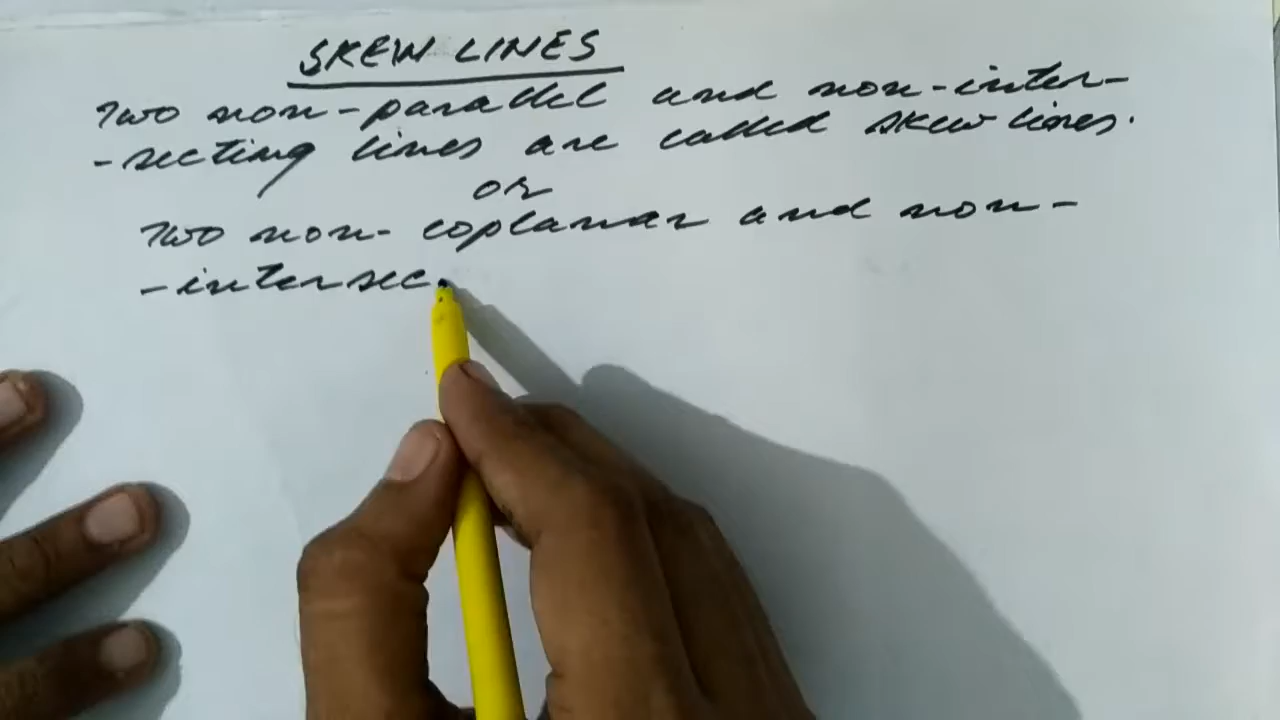 SKEW LINES
Two non-parallel and non-inter-
-secting lines are called skew lines.
or
Two non-coplanar and non-
-intersec